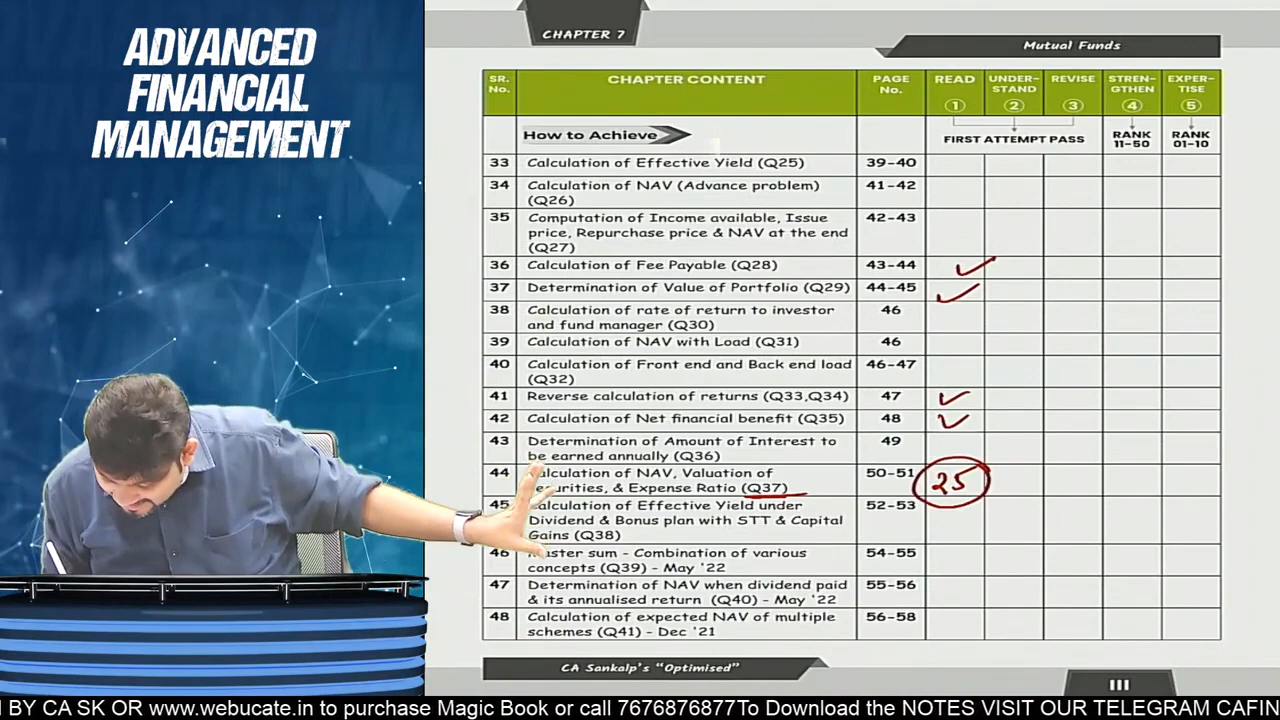 ADVANCED
FINANCIAL
MANAGEMENT
CHAPTER 7
Mutual Funds
SR. No. CHAPTER CONTENT PAGE No. READ ① UNDER-STAND ② REVISE ③ STREN-GTHEN ④ EXPER-TISE ⑤
How to Achieve FIRST ATTEMPT PASS RANK 11-50 RANK 01-10
33 Calculation of Effective Yield (Q25) 39-40
34 Calculation of NAV (Advance problem) 41-42
(Q26)
35 Computation of Income available, Issue 42-43
price, Repurchase price & NAV at the end
(Q27)
36 Calculation of Fee Payable (Q28) 43-44
37 Determination of Value of Portfolio (Q29) 44-45
38 Calculation of rate of return to investor 46
and fund manager (Q30)
39 Calculation of NAV with Load (Q31) 46
40 Calculation of Front end and Back end load 46-47
(Q32)
41 Reverse calculation of returns (Q33,Q34) 47
42 Calculation of Net financial benefit (Q35) 48
43 Determination of Amount of Interest to 49
be earned annually (Q36)
44 alculation of NAV, Valuation of 50-51
curities, & Expense Ratio (Q37) 25
45 alculation of Effective Yield under 52-53
Dividend & Bonus plan with STT & Capital
Gains (Q38)
46 aster sum - Combination of various 54-55
concepts (Q39) - May '22
47 Determination of NAV when dividend paid 55-56
& its annualised return (Q40) - May '22
48 Calculation of expected NAV of multiple 56-58
schemes (Q41) - Dec '21
CA Sankalp's "Optimised"
III
BY CA SK OR www.webucate.in to purchase Magic Book or call 7676876877To Download the NOTES VISIT OUR TELEGRAM CAFIN